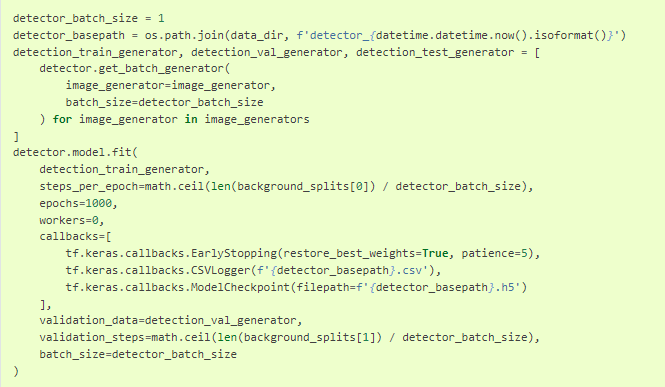 detector_batch_size = 1
detector_basepath = os.path.join(data_dir, f'detector_{datetime.datetime.now().isoformat()}')
detection_train_generator, detection_val_generator, detection_test_generator = [
    detector.get_batch_generator(
        image_generator=image_generator,
        batch_size=detector_batch_size
    ) for image_generator in image_generators
]
detector.model.fit(
    detection_train_generator,
    steps_per_epoch=math.ceil(len(background_splits[0]) / detector_batch_size),
    epochs=1000,
    workers=0,
    callbacks=[
        tf.keras.callbacks.EarlyStopping(restore_best_weights=True, patience=5),
        tf.keras.callbacks.CSVLogger(f'{detector_basepath}.csv'),
        tf.keras.callbacks.ModelCheckpoint(filepath=f'{detector_basepath}.h5')
    ],
    validation_data=detection_val_generator,
    validation_steps=math.ceil(len(background_splits[1]) / detector_batch_size),
    batch_size=detector_batch_size
)